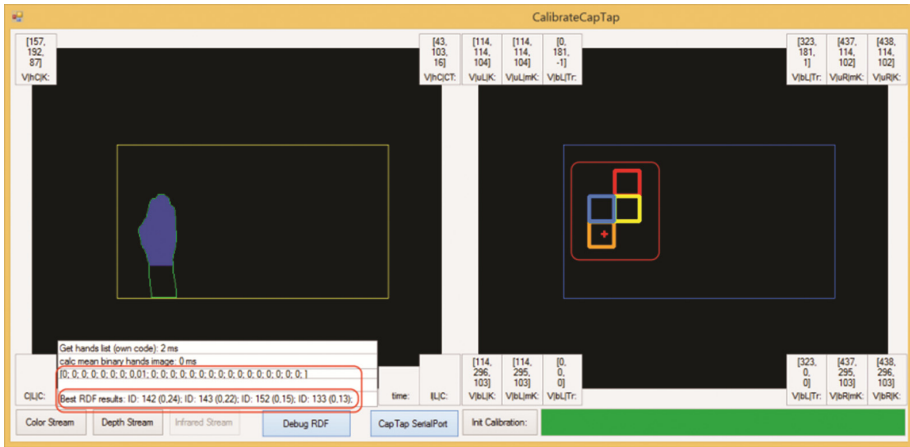 CalibrateCapTap
[157,
192,
87]
V|hC|K:
[43,
103,
16]
V|hC|CT:
[114,
114,
104]
V|uL|K:
[114,
114,
104]
V|uL|mK:
[0,
181,
-1]
V|bL|Tr:
[323,
181,
1]
V|bL|Tr:
[437,
114,
102]
V|uR|mK:
[438,
114,
102]
V|uR|K:
Get hands list (own code): 2 ms
calc mean binary hands image: 0 ms
[0; 0; 0; 0; 0; 0; 0; 0,01; 0; 0; 0; 0; 0; 0; 0; 0; 0; 0; 0; 0; 0; 0; 0; ]
Best RDF results: ID: 142 (0,24); ID: 143 (0,22); ID: 152 (0,15); ID: 133 (0,13);
C|L|C:
time:
I|L|C:
[114,
296,
103]
V|bL|K:
[114,
295,
103]
V|bL|mK:
[0,
0,
0]
V|bL|Tr:
[323,
0,
0]
V|bL|Tr:
[437,
295,
103]
V|bR|mK:
[438,
296,
103]
V|bR|K:
Color Stream
Depth Stream
Infrared Stream
Debug RDF
CapTap SerialPort
Init Calibration: